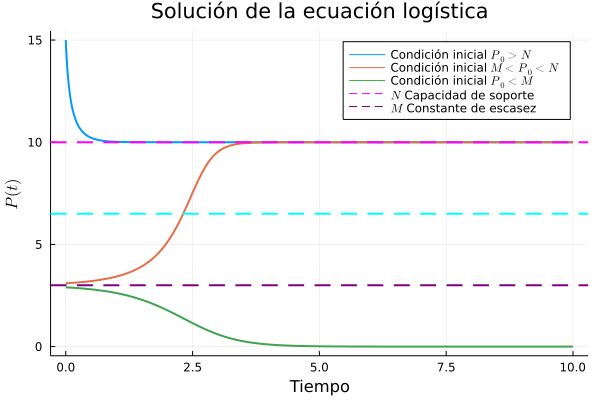 Solución de la ecuación logística
15
10
5
0
P(t)
Condición inicial P₀ > N
Condición inicial M < P₀ < N
Condición inicial P₀ < M
N Capacidad de soporte
M Constante de escasez
0.0 2.5 5.0 7.5 10.0
Tiempo